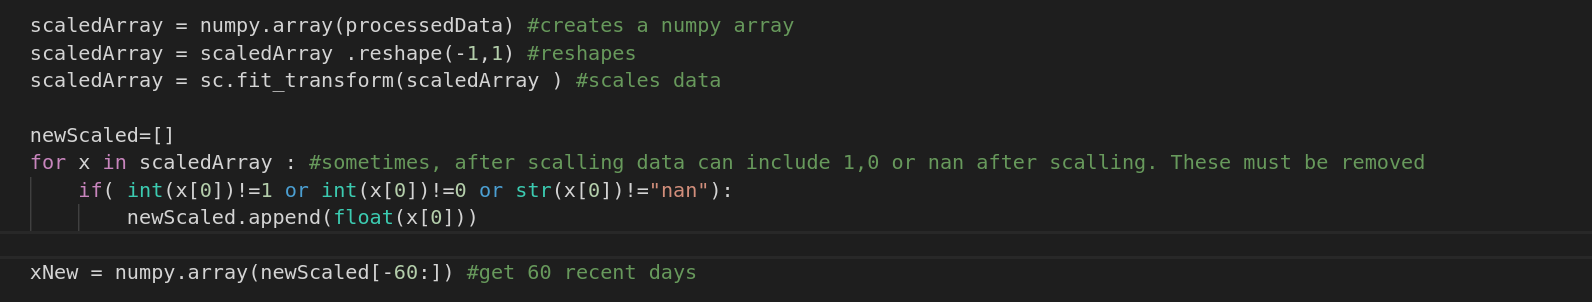 scaledArray = numpy.array(processedData) #creates a numpy array
scaledArray = scaledArray .reshape(-1,1) #reshapes
scaledArray = sc.fit_transform(scaledArray ) #scales data
newScaled=[]
for x in scaledArray : #sometimes, after scalling data can include 1,0 or nan after scalling. These must be removed
if( int(x[0])!=1 or int(x[0])!=0 or str(x[0])!="nan"):
newScaled.append(float(x[0]))
xNew = numpy.array(newScaled[-60:]) #get 60 recent days